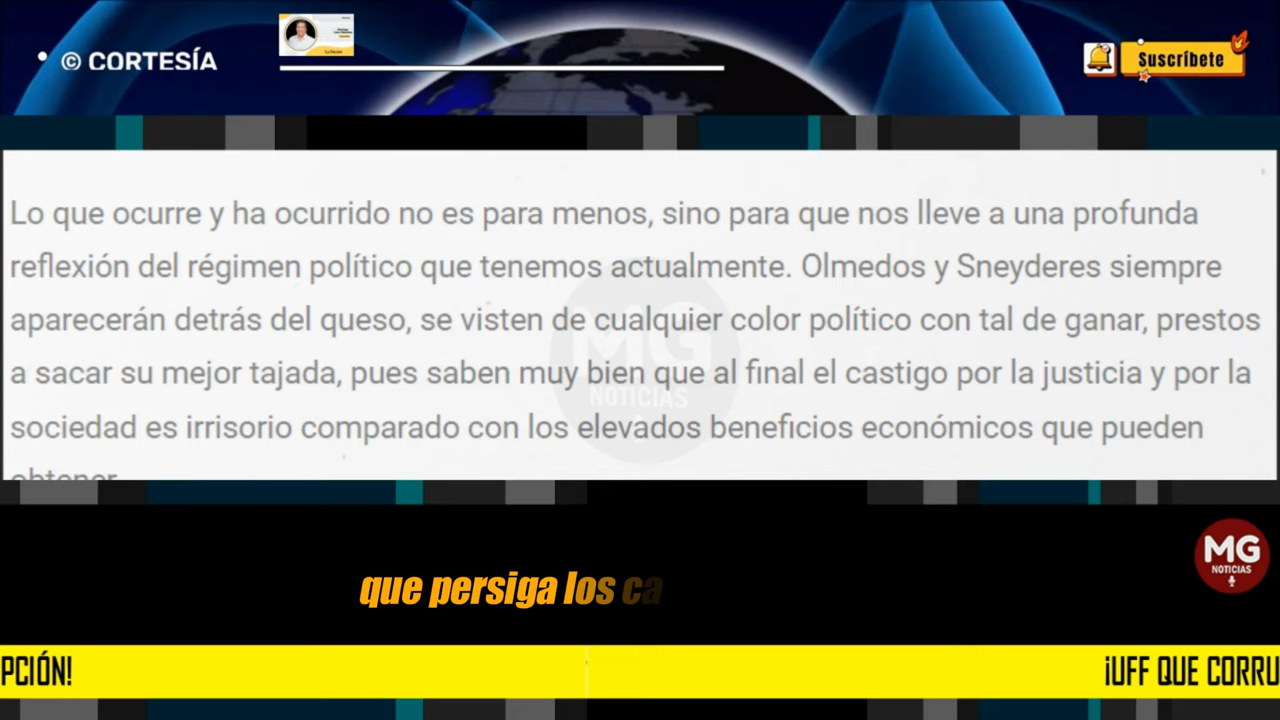 © CORTESÍA
Suscríbete
Lo que ocurre y ha ocurrido no es para menos, sino para que nos lleve a una profunda
reflexión del régimen político que tenemos actualmente. Olmedos y Sneyderes siempre
aparecerán detrás del queso, se visten de cualquier color político con tal de ganar, prestos
a sacar su mejor tajada, pues saben muy bien que al final el castigo por la justicia y por la
sociedad es irrisorio comparado con los elevados beneficios económicos que pueden
obtener
MG
NOTICIAS
que persiga los ca
MG
NOTICIAS
PCIÓN!
¡UFF QUE CORRU